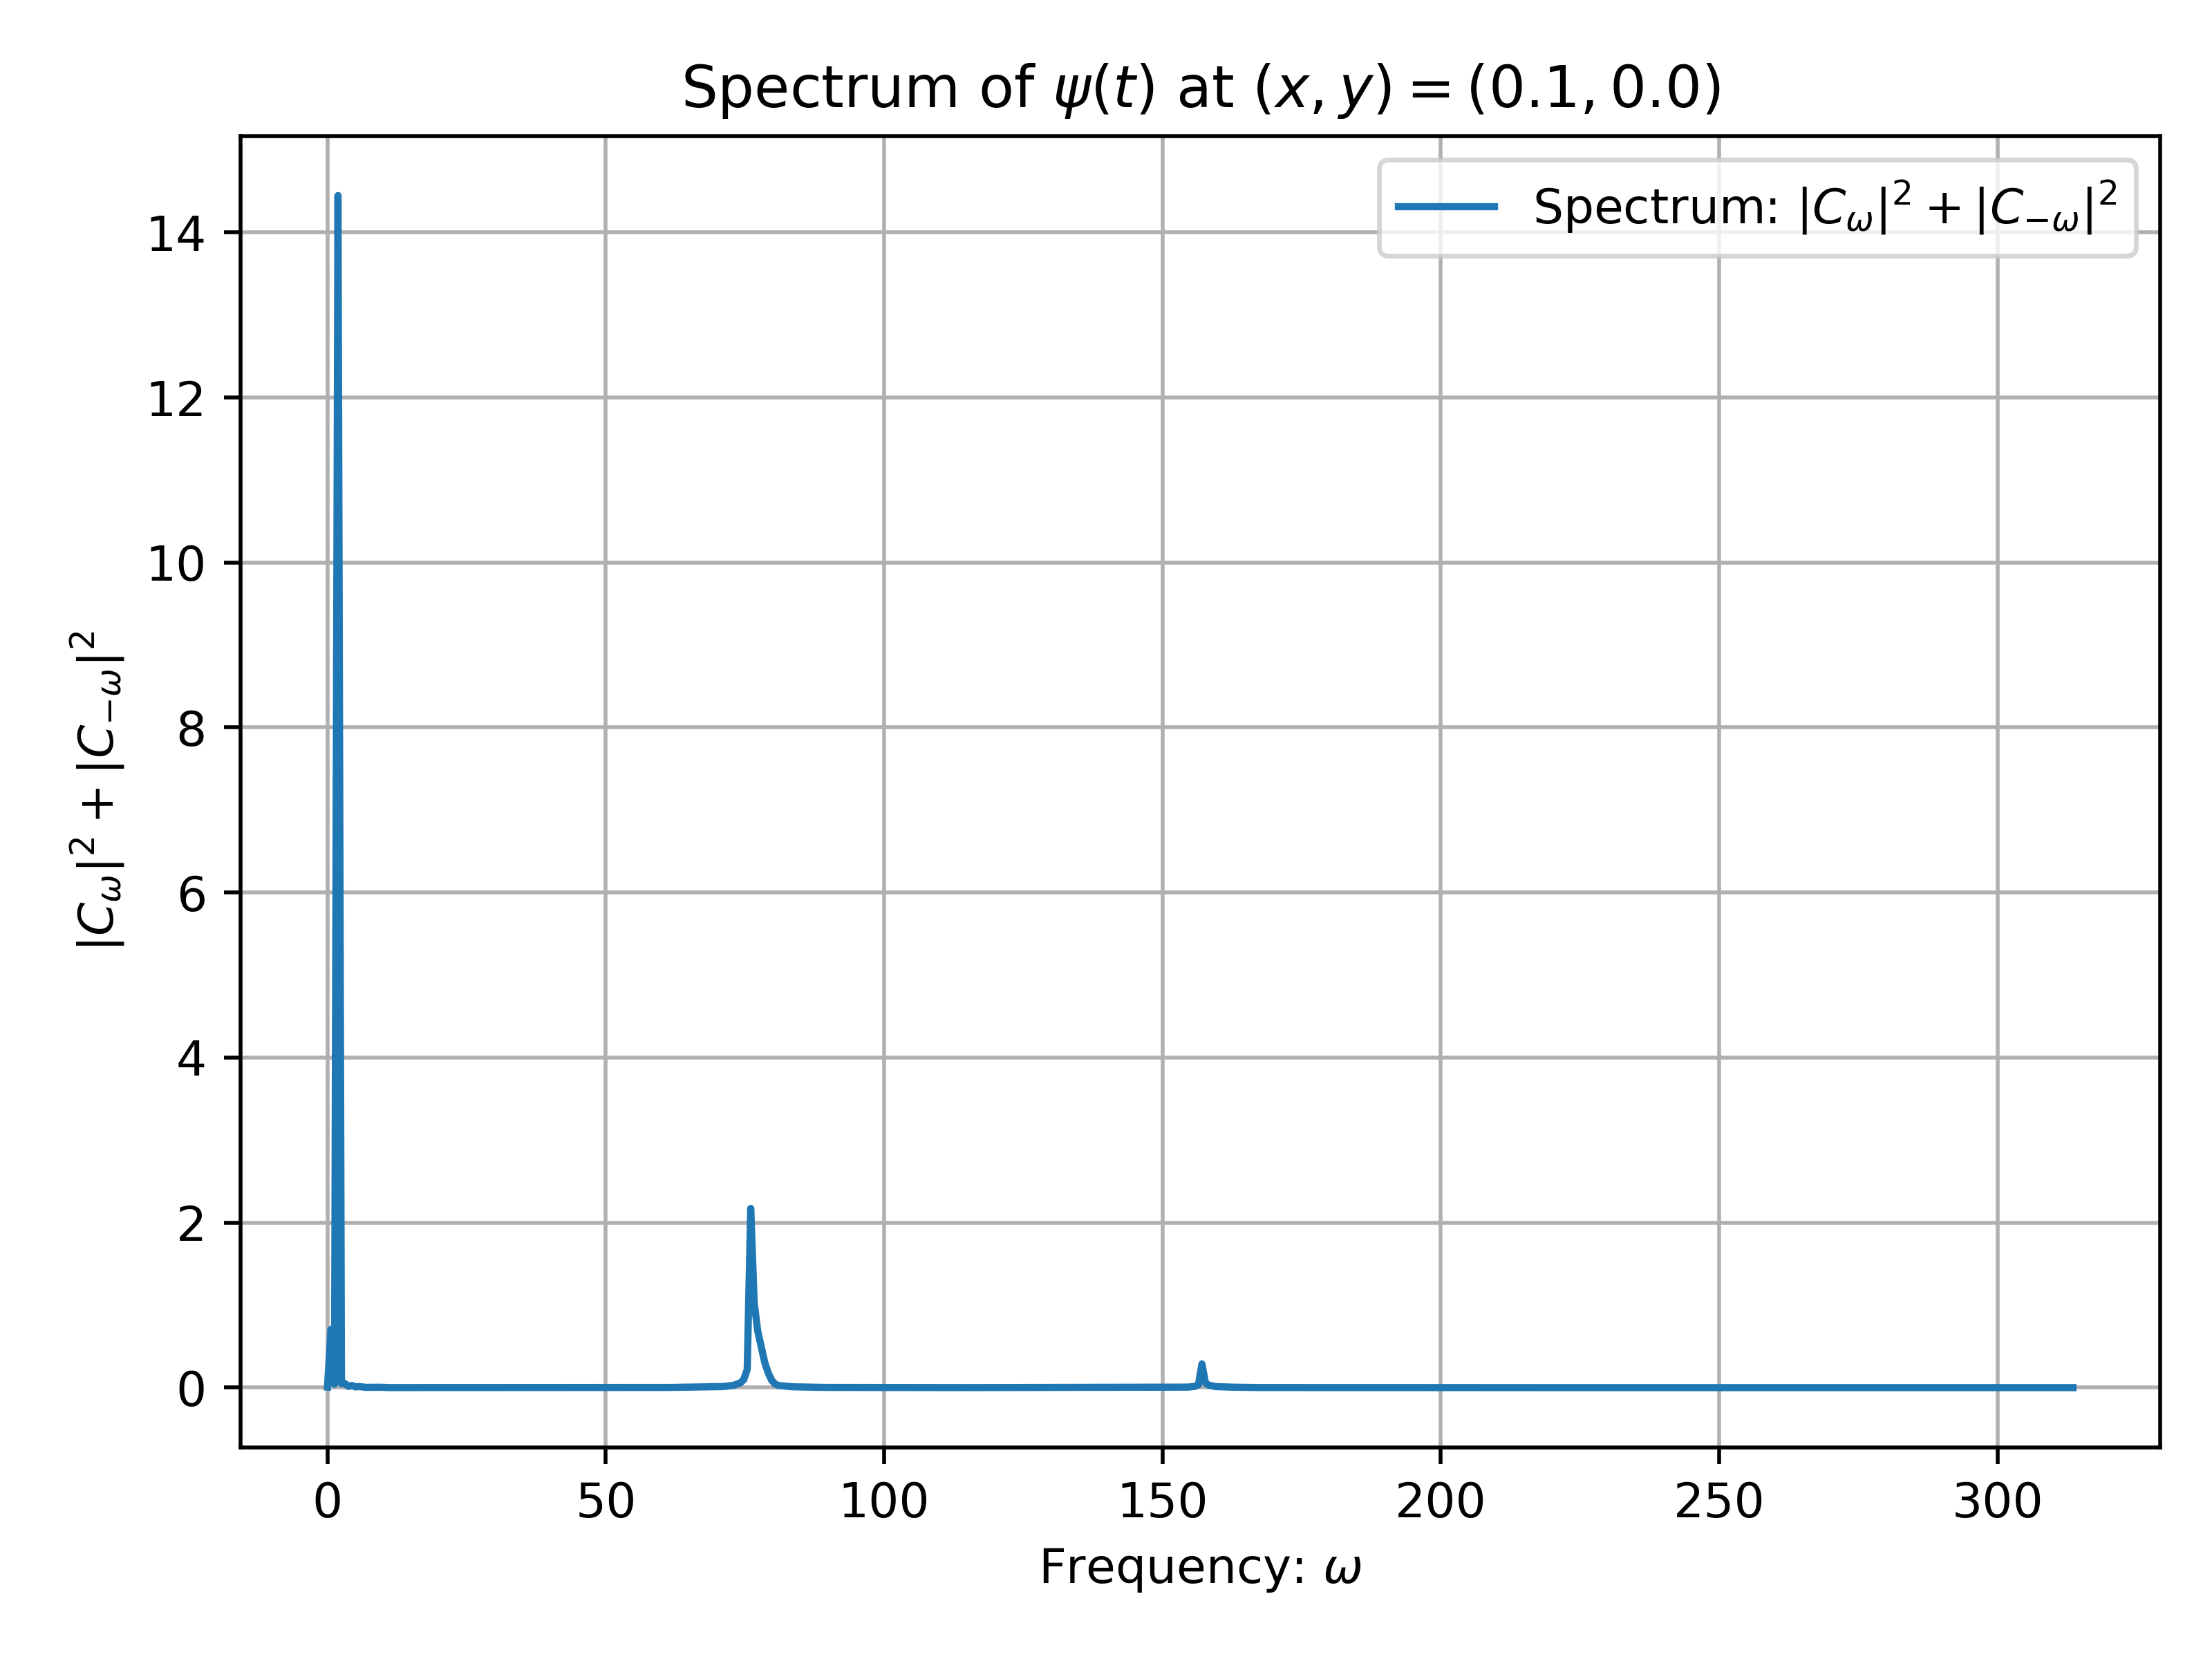 Spectrum of ψ(t) at (x, y) = (0.1, 0.0)
Spectrum: |C_ω|² + |C_−ω|²
|C_ω|² + |C_−ω|²
14
12
10
8
6
4
2
0
0 50 100 150 200 250 300
Frequency: ω